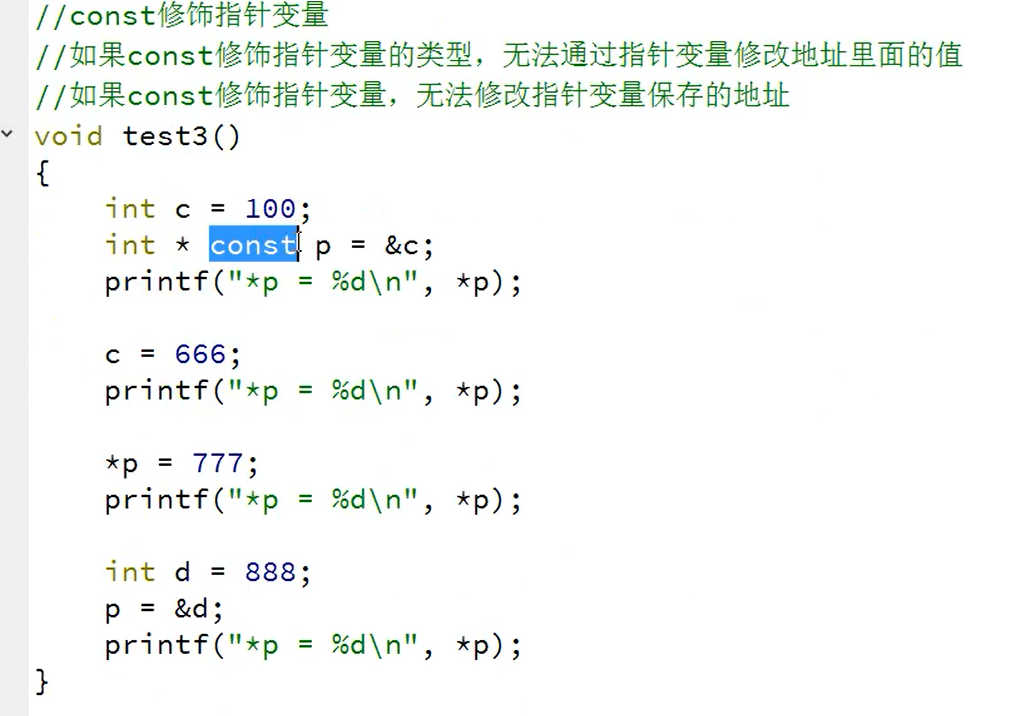 //const修饰指针变量
//如果const修饰指针变量的类型，无法通过指针变量修改地址里面的值
//如果const修饰指针变量，无法修改指针变量保存的地址
void test3()
{
    int c = 100;
    int * const p = &c;
    printf("*p = %d\n", *p);
    c = 666;
    printf("*p = %d\n", *p);
    *p = 777;
    printf("*p = %d\n", *p);
    int d = 888;
    p = &d;
    printf("*p = %d\n", *p);
}